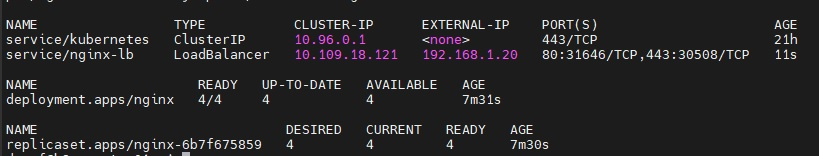 NAME TYPE CLUSTER-IP EXTERNAL-IP PORT(S) AGE
service/kubernetes ClusterIP 10.96.0.1 <none> 443/TCP 21h
service/nginx-lb LoadBalancer 10.109.18.121 192.168.1.20 80:31646/TCP,443:30508/TCP 11s
NAME READY UP-TO-DATE AVAILABLE AGE
deployment.apps/nginx 4/4 4 4 7m31s
NAME DESIRED CURRENT READY AGE
replicaset.apps/nginx-6b7f675859 4 4 4 7m30s